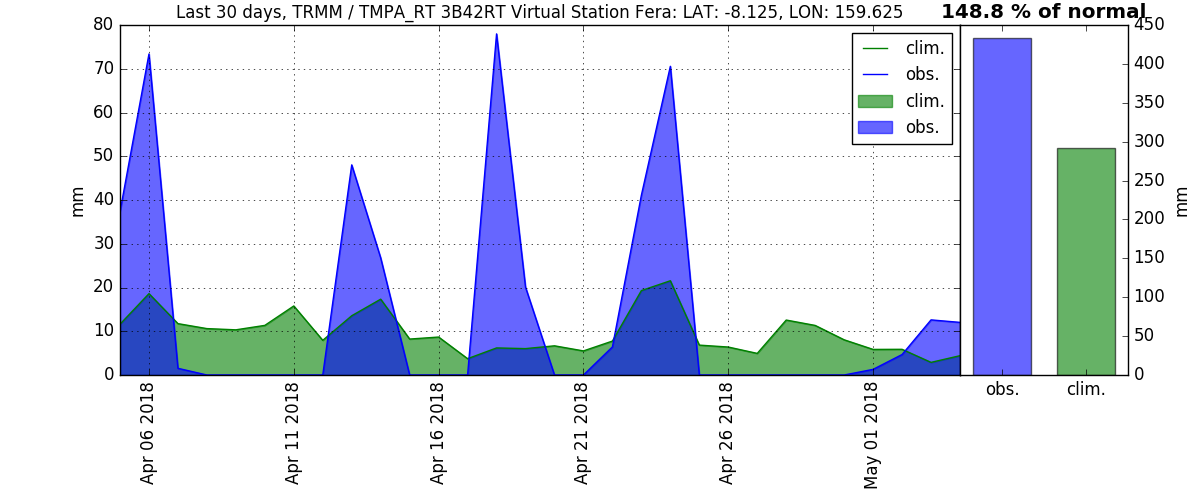 Last 30 days, TRMM / TMPA_RT 3B42RT Virtual Station Fera: LAT: -8.125, LON: 159.625
148.8 % of normal
80
70
60
50
40
30
20
10
0
mm
clim.
obs.
clim.
obs.
Apr 06 2018
Apr 11 2018
Apr 16 2018
Apr 21 2018
Apr 26 2018
May 01 2018
450
400
350
300
250
200
150
100
50
0
mm
obs.
clim.